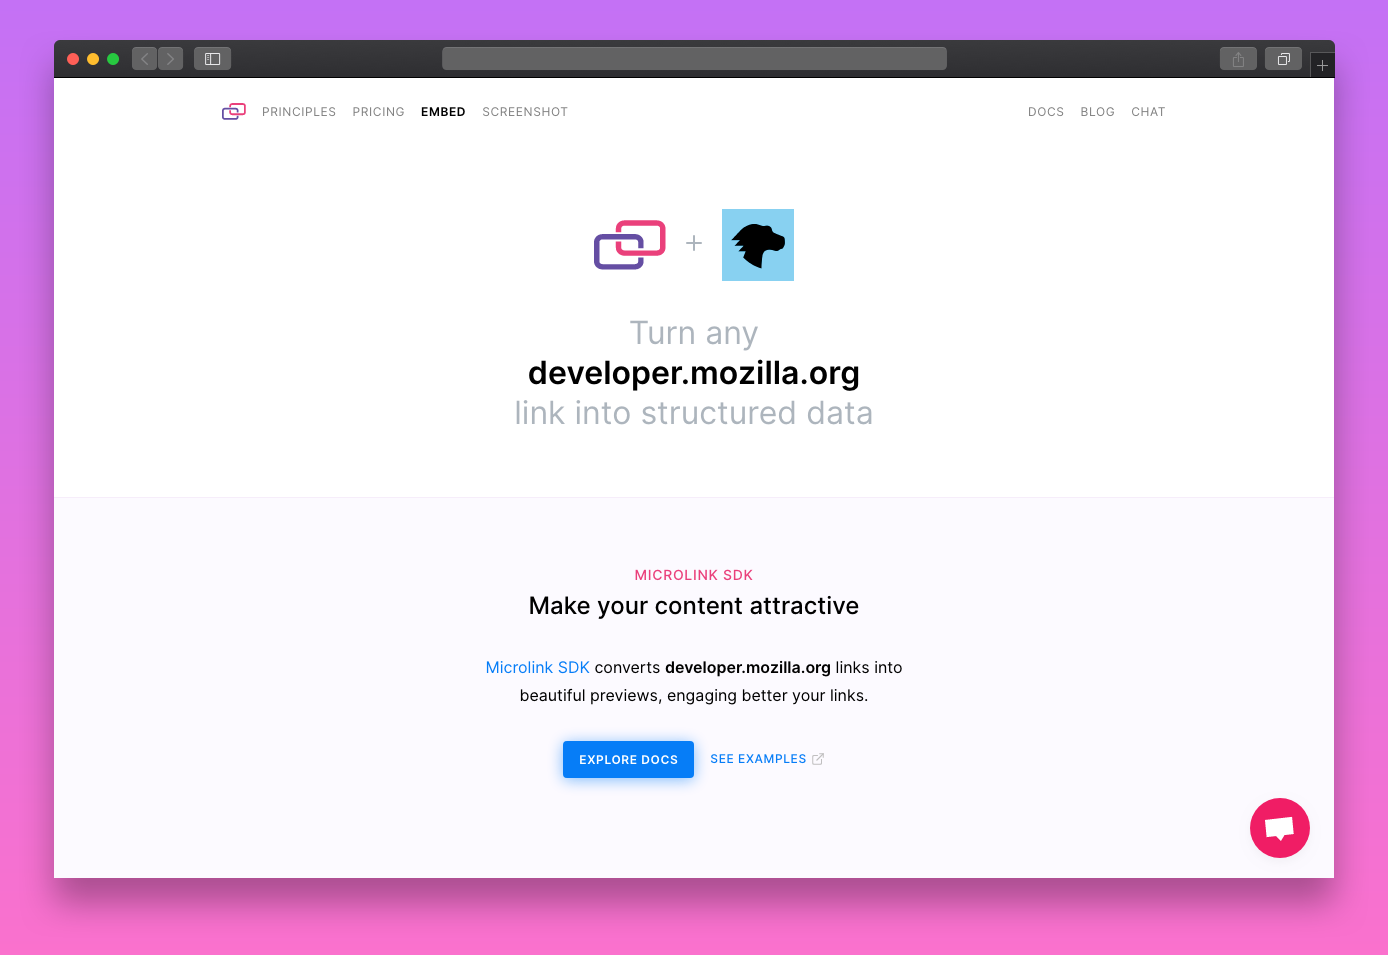 PRINCIPLES PRICING EMBED SCREENSHOT DOCS BLOG CHAT
Turn any
developer.mozilla.org
link into structured data
MICROLINK SDK
Make your content attractive
Microlink SDK converts developer.mozilla.org links into
beautiful previews, engaging better your links.
EXPLORE DOCS SEE EXAMPLES